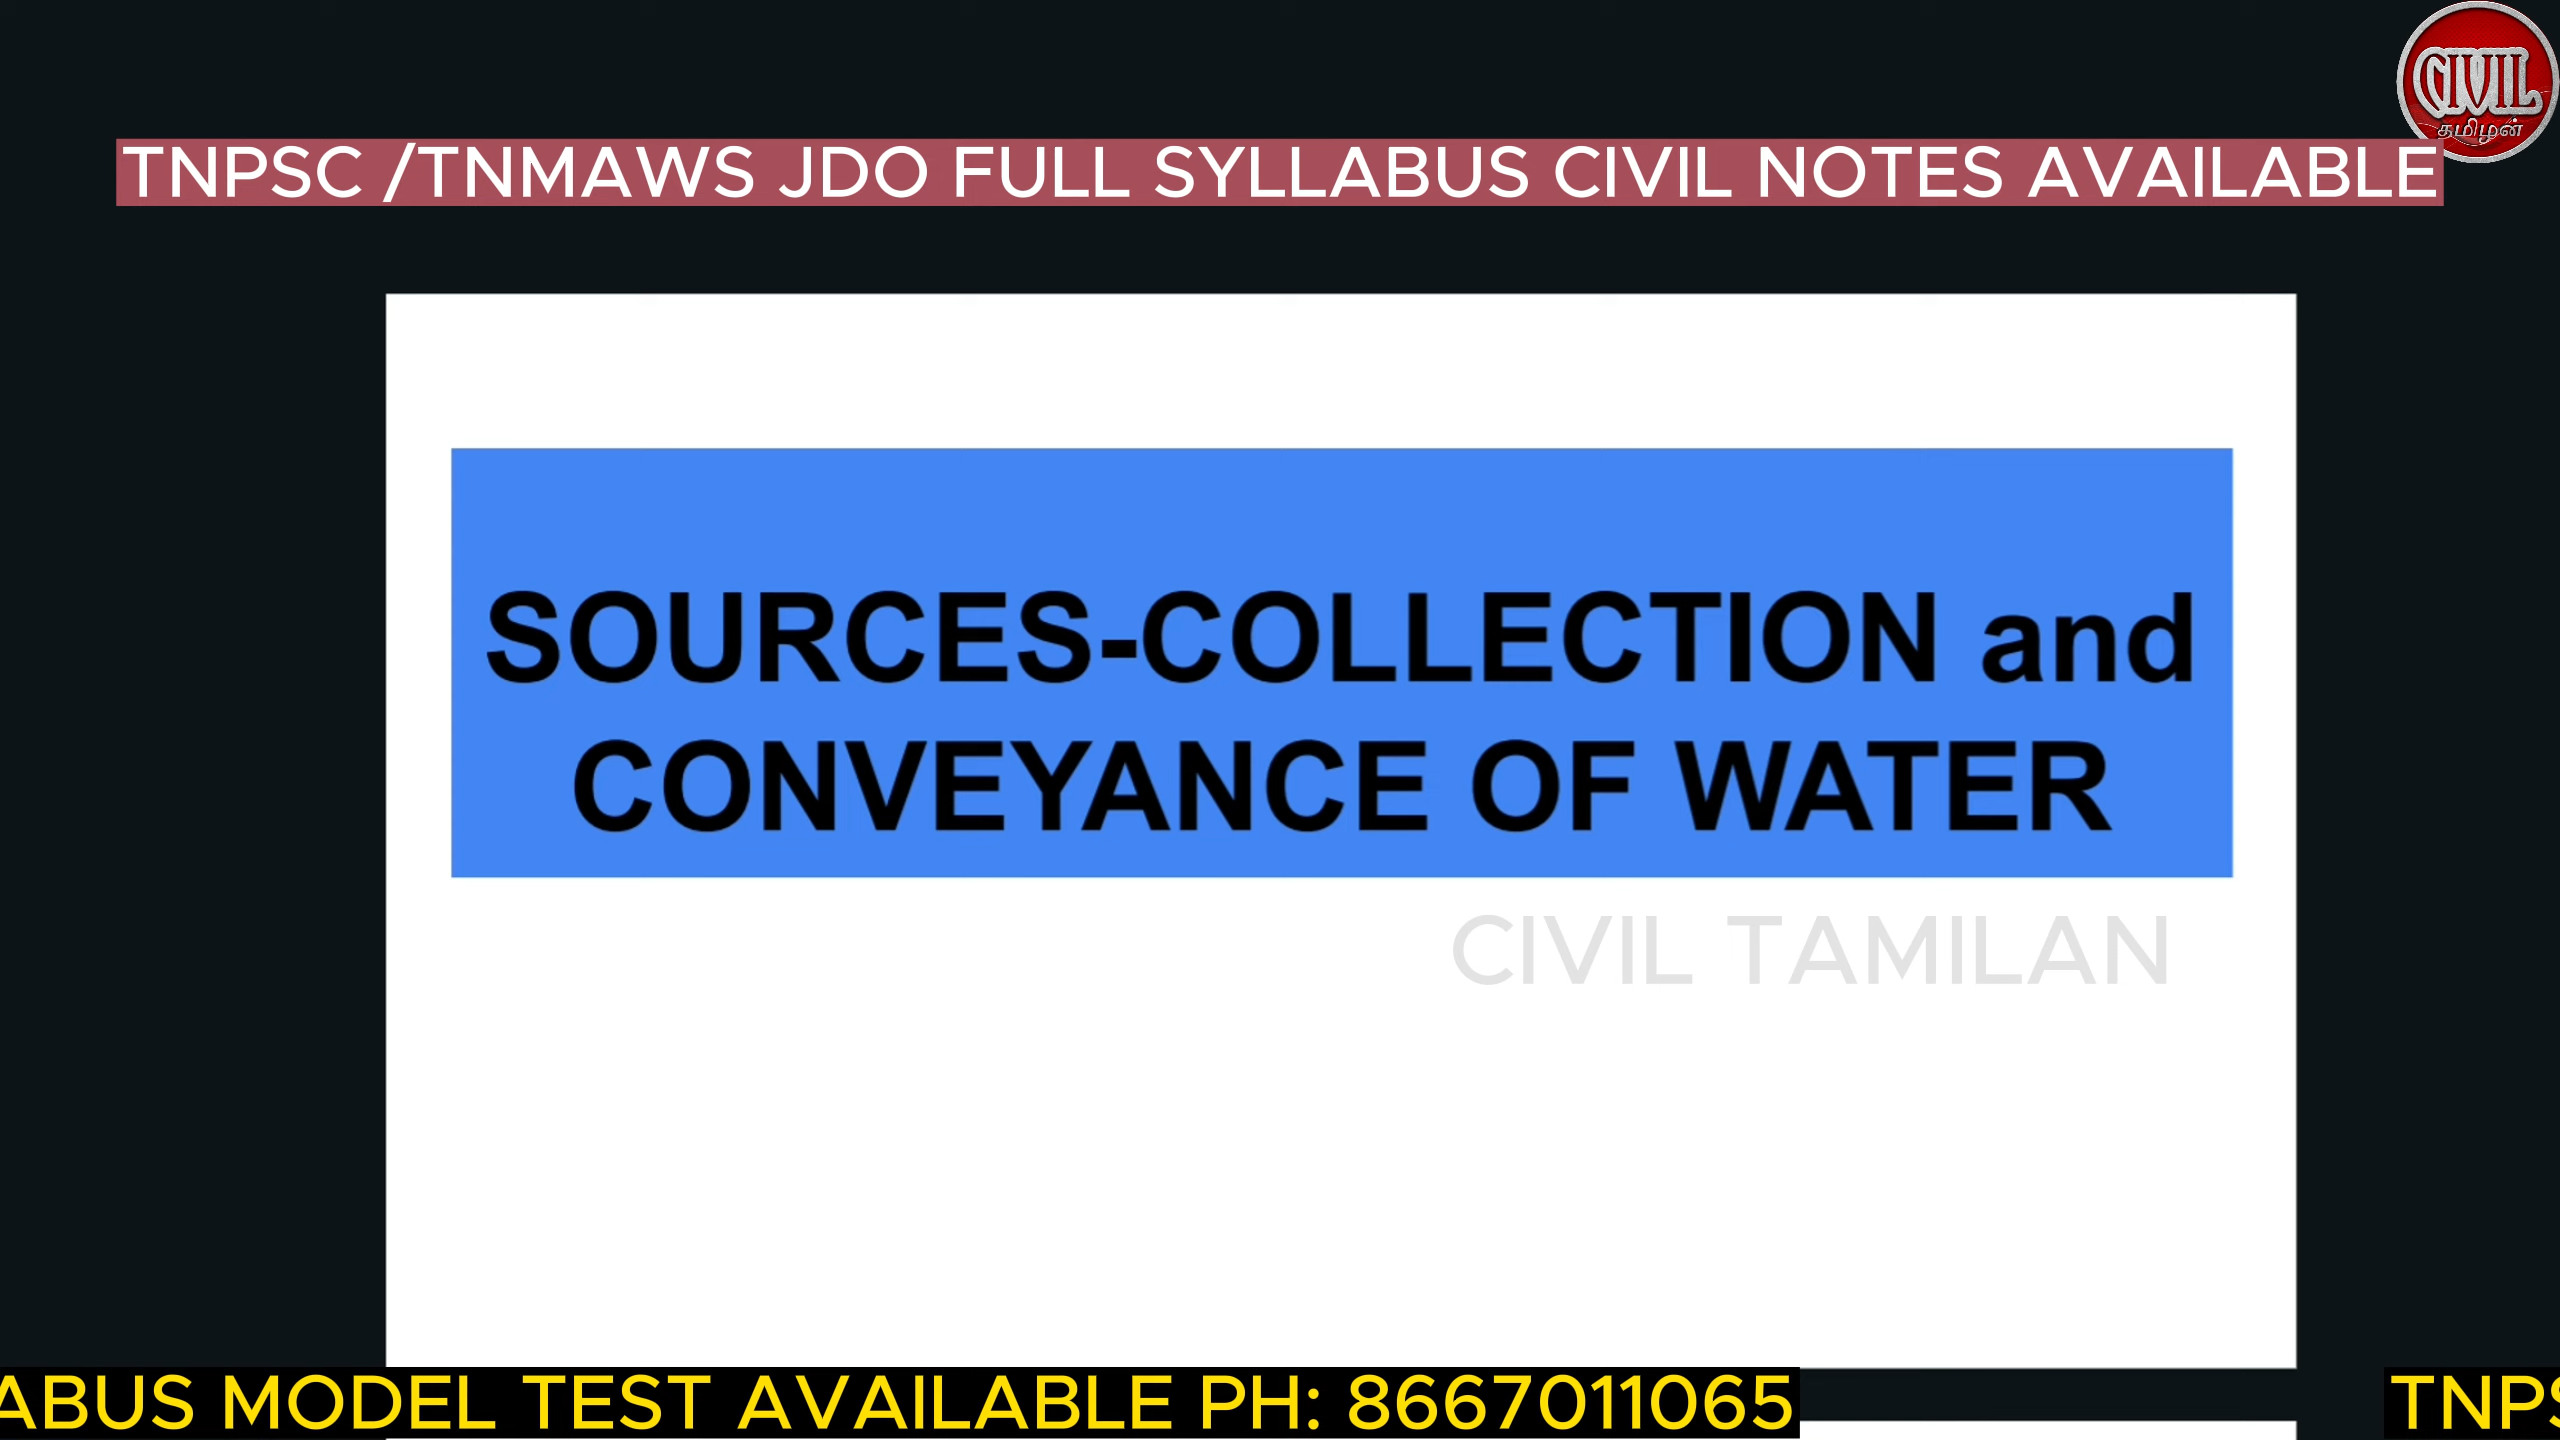 CIVIL
தமிழன்
TNPSC /TNMAWS JDO FULL SYLLABUS CIVIL NOTES AVAILABLE
SOURCES-COLLECTION and
CONVEYANCE OF WATER
CIVIL TAMILAN
ABUS MODEL TEST AVAILABLE PH: 8667011065 TNPS